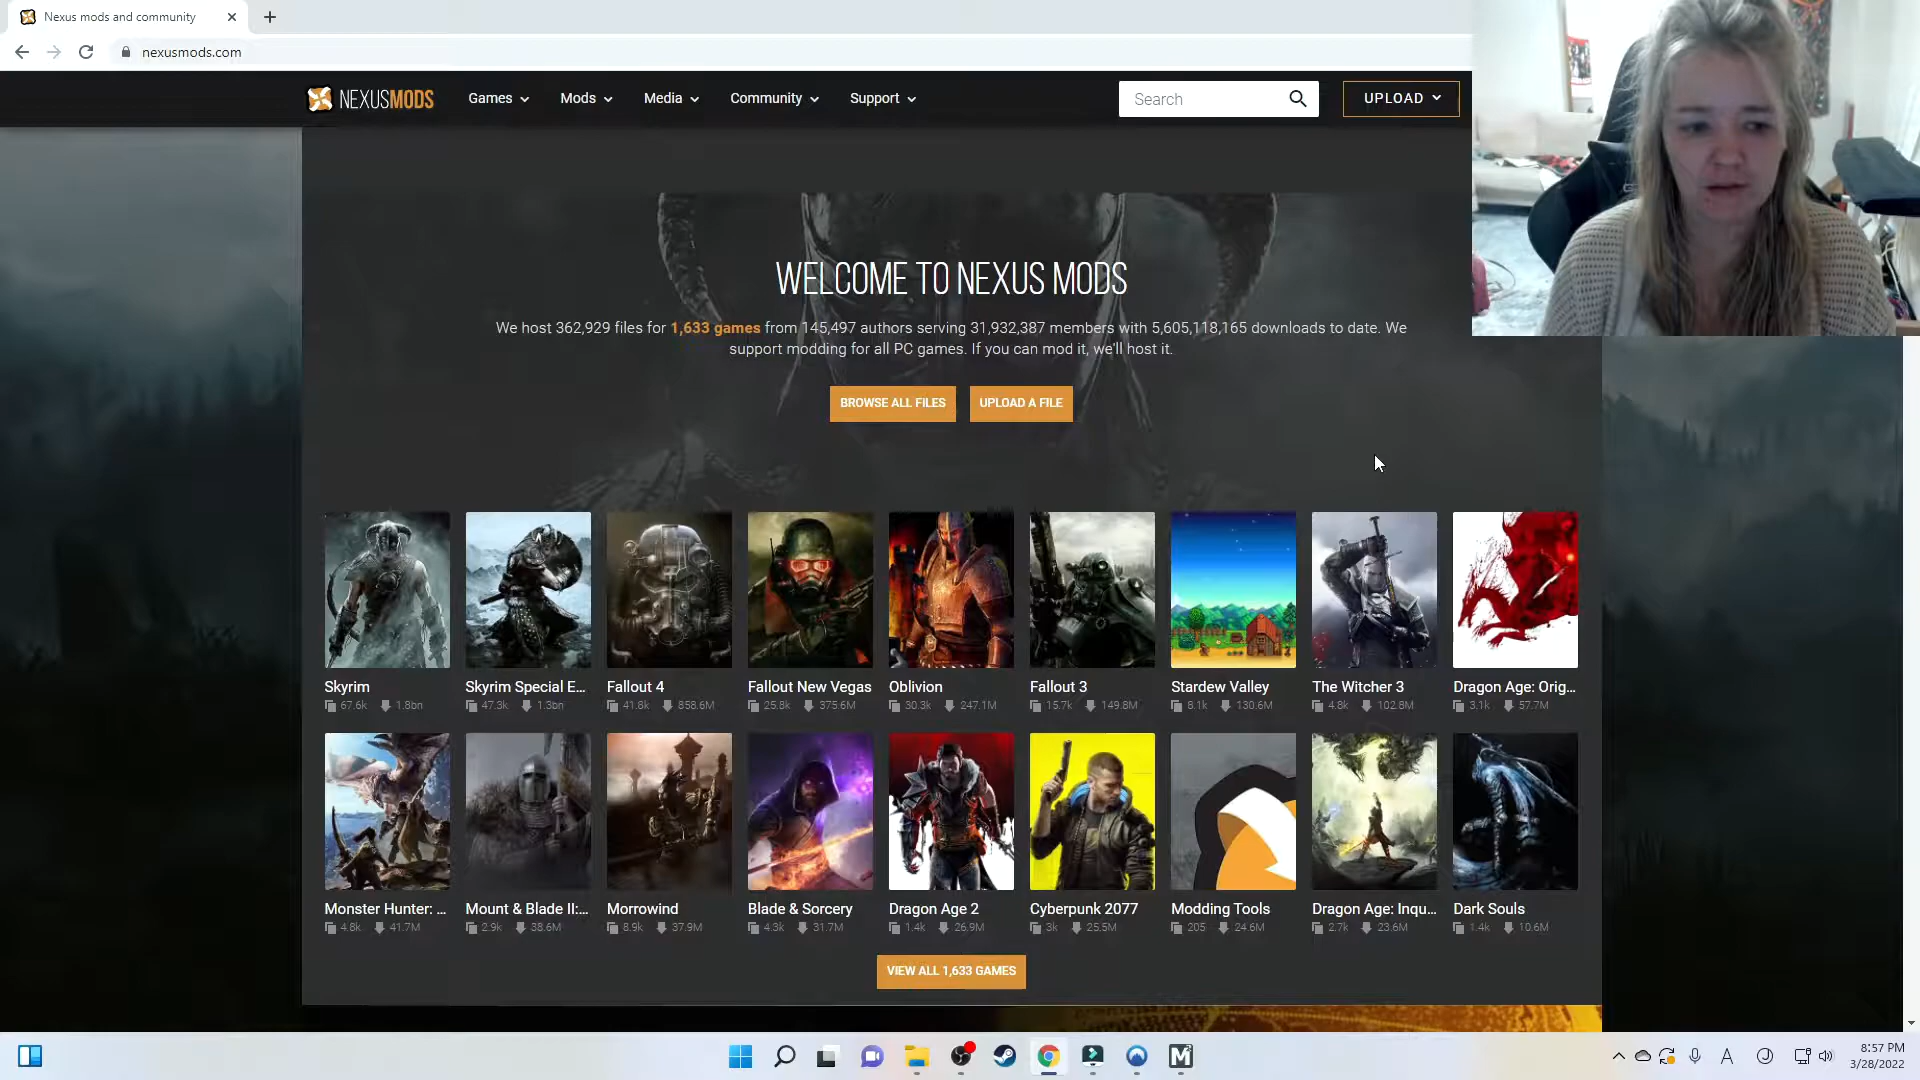 Nexus mods and community
nexusmods.com
NEXUSMODS
Games
Mods
Media
Community
Support
Search
UPLOAD
WELCOME TO NEXUS MODS
We host 362,929 files for 1,633 games from 145,497 authors serving 31,932,387 members with 5,605,118,165 downloads to date. We
support modding for all PC games. If you can mod it, we'll host it.
BROWSE ALL FILES
UPLOAD A FILE
Skyrim
67.6k 1.8bn
Skyrim Special E...
47.3k 1.3bn
Fallout 4
41.8k 858.6M
Fallout New Vegas
25.8k 375.6M
Oblivion
30.3k 247.1M
Fallout 3
15.7k 149.8M
Stardew Valley
8.1k 130.6M
The Witcher 3
4.8k 102.8M
Dragon Age: Orig...
3.1k 57.7M
Monster Hunter: ...
4.8k 41.7M
Mount & Blade II:...
2.9k 38.6M
Morrowind
8.9k 37.9M
Blade & Sorcery
4.3k 31.7M
Dragon Age 2
1.4k 26.9M
Cyberpunk 2077
3k 25.5M
Modding Tools
205 24.6M
Dragon Age: Inqu...
2.7k 23.6M
Dark Souls
1.4k 10.6M
VIEW ALL 1,633 GAMES
M
A
J
8:57 PM
3/28/2022